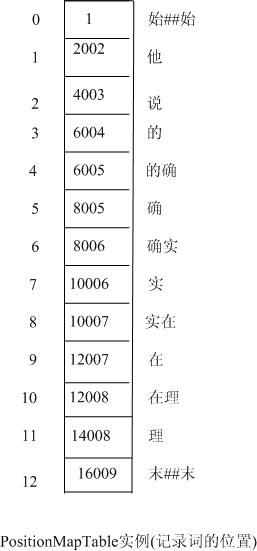 0 1 始##始
1 2002 他
2 4003 说
3 6004 的
4 6005 的确
5 8005 确
6 8006 确实
7 10006 实
8 10007 实在
9 12007 在
10 12008 在理
11 14008 理
12 16009 末##末
PositionMapTable实例(记录词的位置)